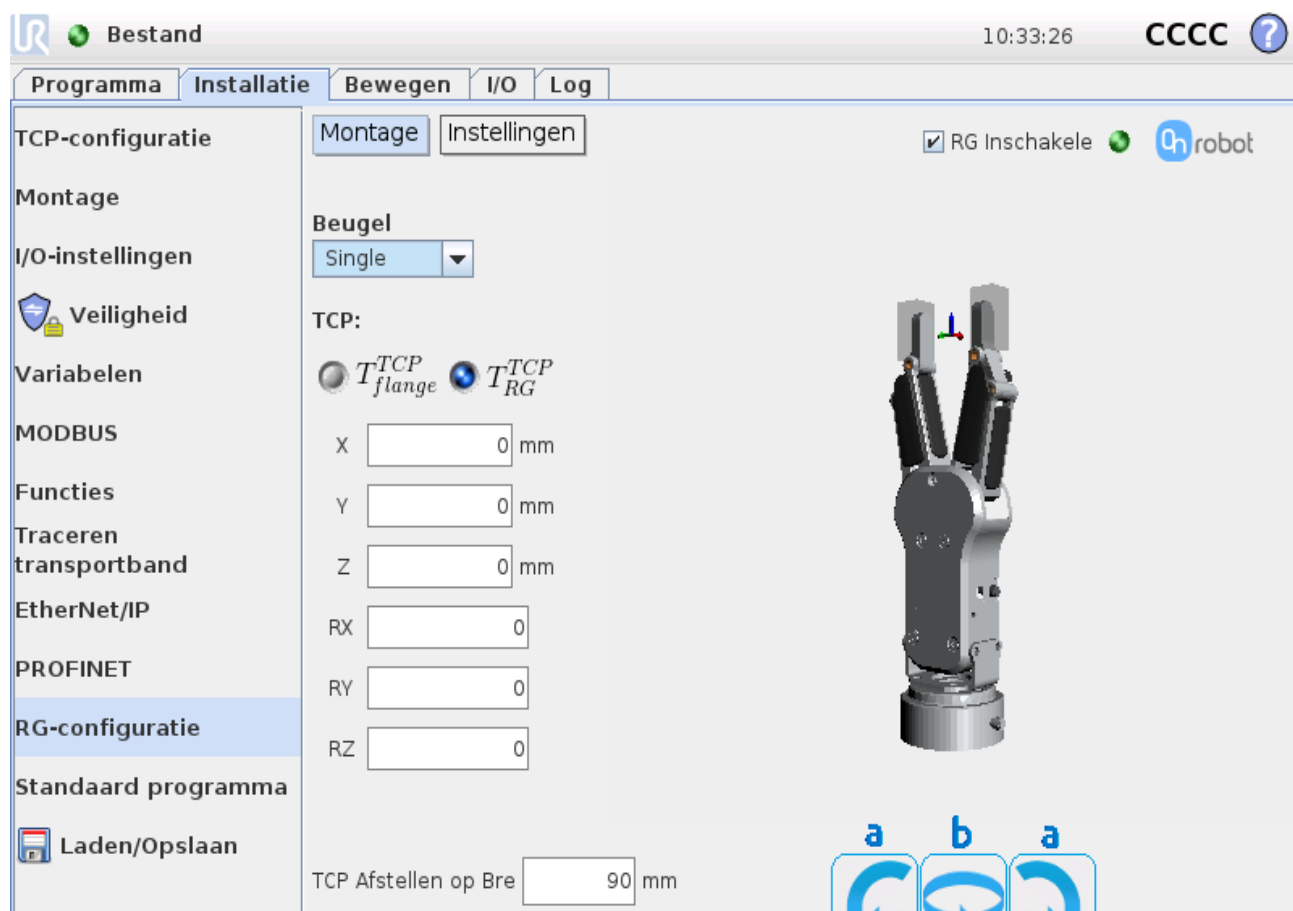 UR Bestand 10:33:26 CCCC ?
Programma Installatie Bewegen I/O Log
TCP-configuratie
Montage
I/O-instellingen
Veiligheid
Variabelen
MODBUS
Functies
Traceren
transportband
EtherNet/IP
PROFINET
RG-configuratie
Standaard programma
Laden/Opslaan
Montage Instellingen
RG Inschakele On robot
Beugel
Single
TCP:
T^{TCP}_{flange} T^{TCP}_{RG}
X 0 mm
Y 0 mm
Z 0 mm
RX 0
RY 0
RZ 0
TCP Afstellen op Bre 90 mm
a b a